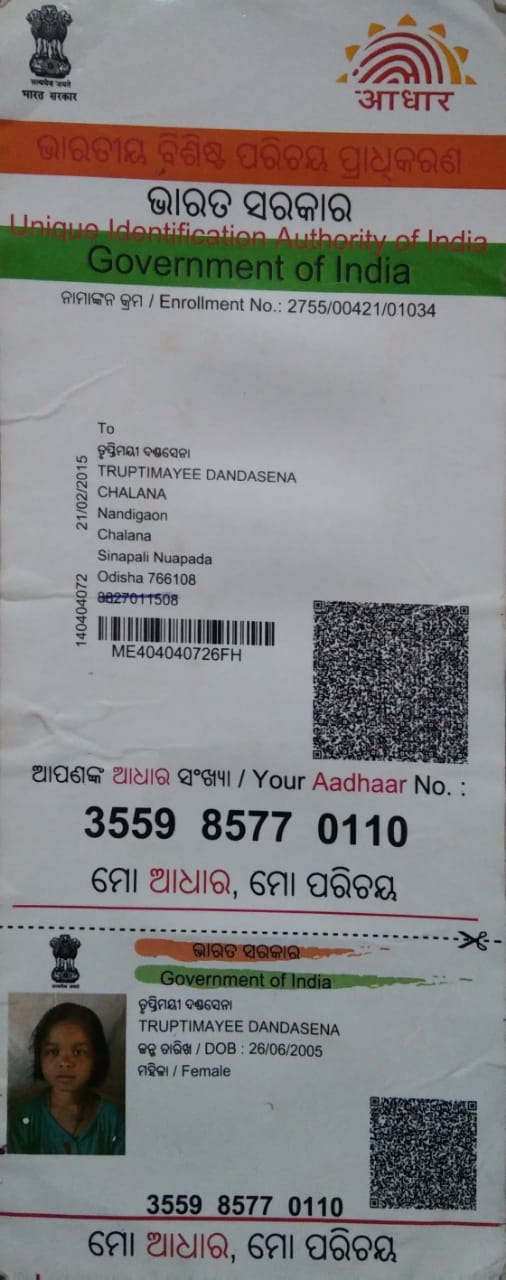 सत्यमेव जयते
भारत सरकार
आधार
ଭାରତୀୟ ବିଶିଷ୍ଟ ପରିଚୟ ପ୍ରାଧିକରଣ
ଭାରତ ସରକାର
Unique Identification Authority of India
Government of India
ନାମାଙ୍କନ କ୍ରମ / Enrollment No.: 2755/00421/01034
To
ତୃପ୍ତିମୟୀ ଦଣ୍ଡସେନା
TRUPTIMAYEE DANDASENA
CHALANA
Nandigaon
Chalana
Sinapali Nuapada
Odisha 766108
8827011508
21/02/2015
140404072
ME404040726FH
ଆପଣଙ୍କ ଆଧାର ସଂଖ୍ୟା / Your Aadhaar No. :
3559 8577 0110
ମୋ ଆଧାର, ମୋ ପରିଚୟ
ଭାରତ ସରକାର
Government of India
ତୃପ୍ତିମୟୀ ଦଣ୍ଡସେନା
TRUPTIMAYEE DANDASENA
ଜନ୍ମ ତାରିଖ / DOB : 26/06/2005
ମହିଳା / Female
3559 8577 0110
ମୋ ଆଧାର, ମୋ ପରିଚୟ